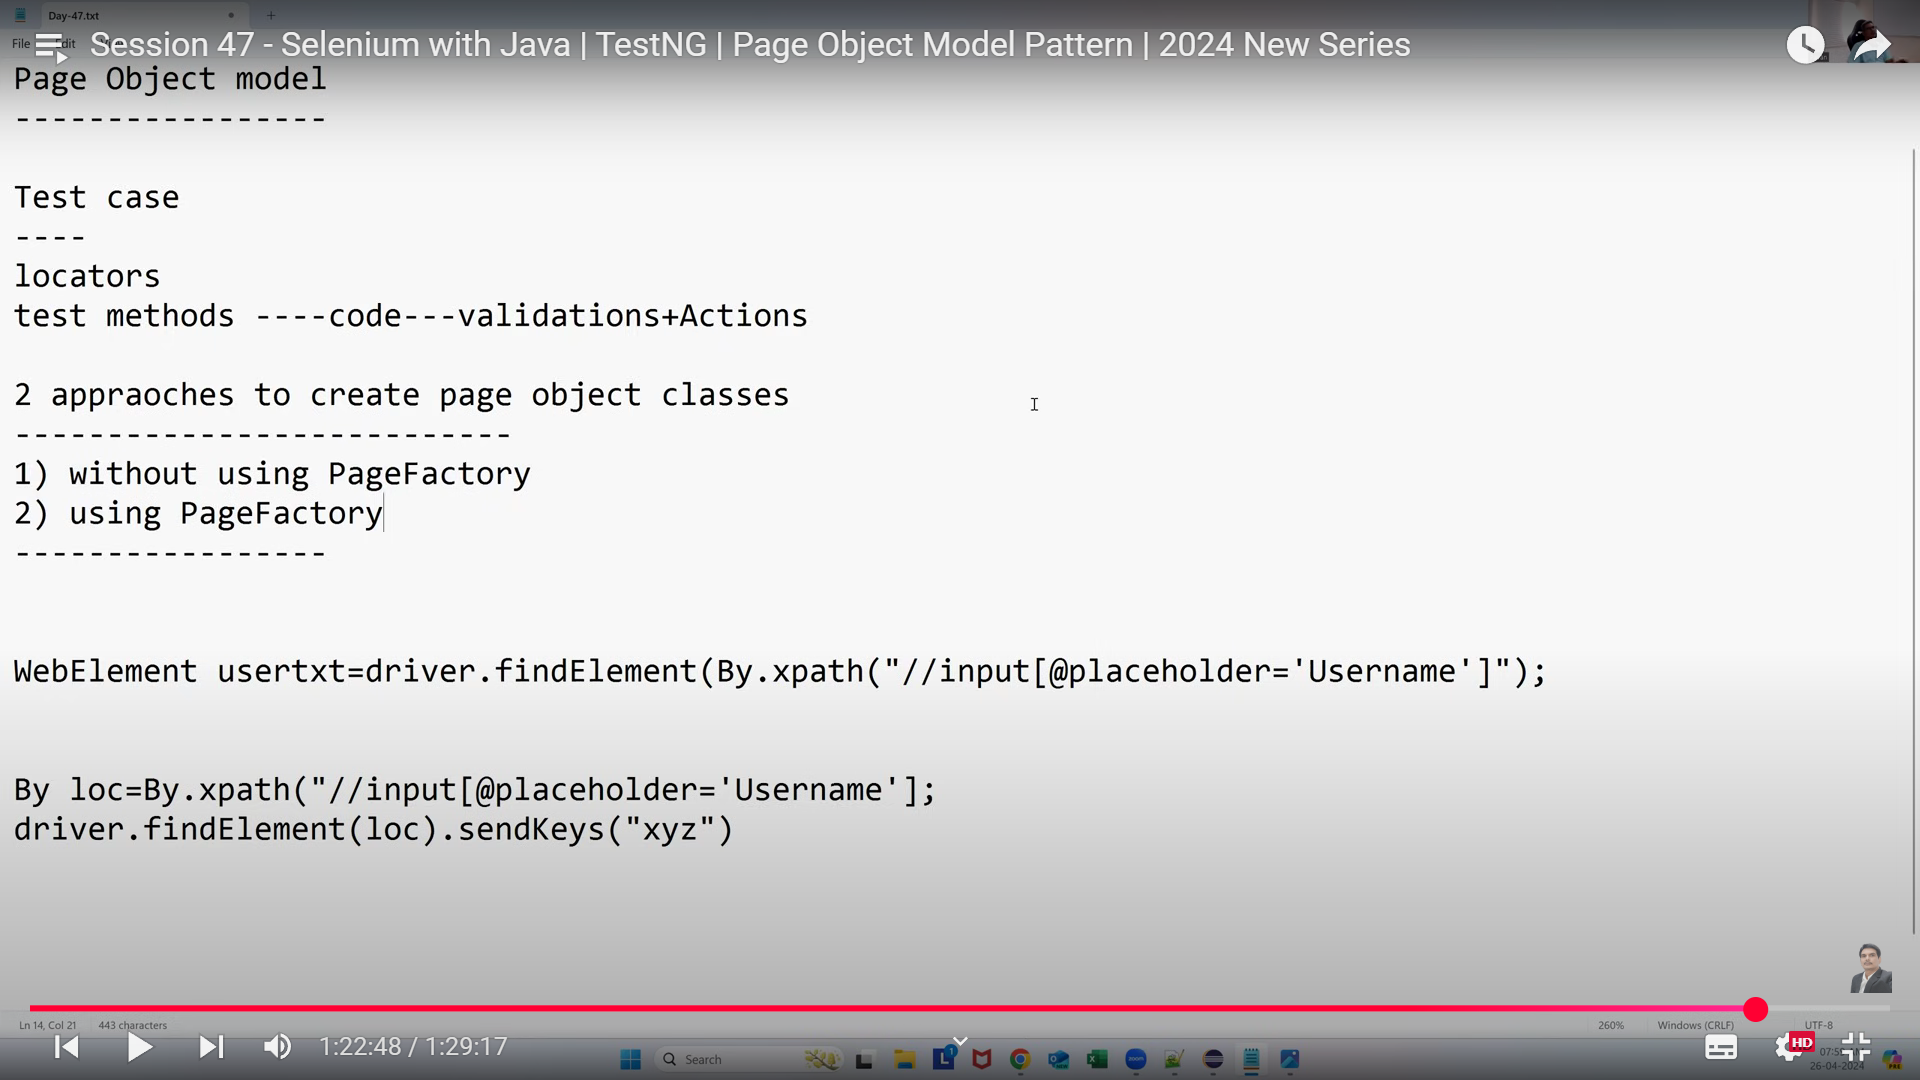 Day-47.txt
File Edit
Session 47 - Selenium with Java | TestNG | Page Object Model Pattern | 2024 New Series
Page Object model
-----------------
Test case
----
locators
test methods ----code---validations+Actions
2 appraoches to create page object classes
---------------------------
1) without using PageFactory
2) using PageFactory
-----------------
WebElement usertxt=driver.findElement(By.xpath("//input[@placeholder='Username']");
By loc=By.xpath("//input[@placeholder='Username'];
driver.findElement(loc).sendKeys("xyz")
Ln 14, Col 21 443 characters 260% Windows (CRLF) UTF-8
1:22:48 / 1:29:17
Search
HD
26-04-2024